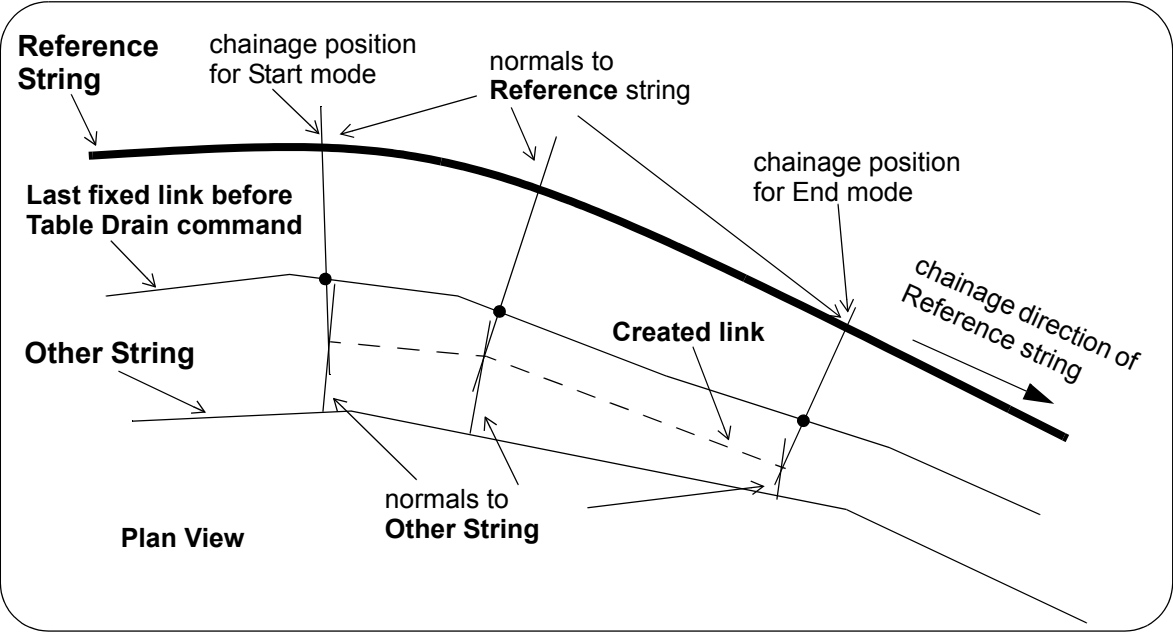 Reference
String
chainage position
for Start mode
normals to
Reference string
chainage position
for End mode
Last fixed link before
Table Drain command
chainage direction of
Reference string
Created link
Other String
normals to
Other String
Plan View